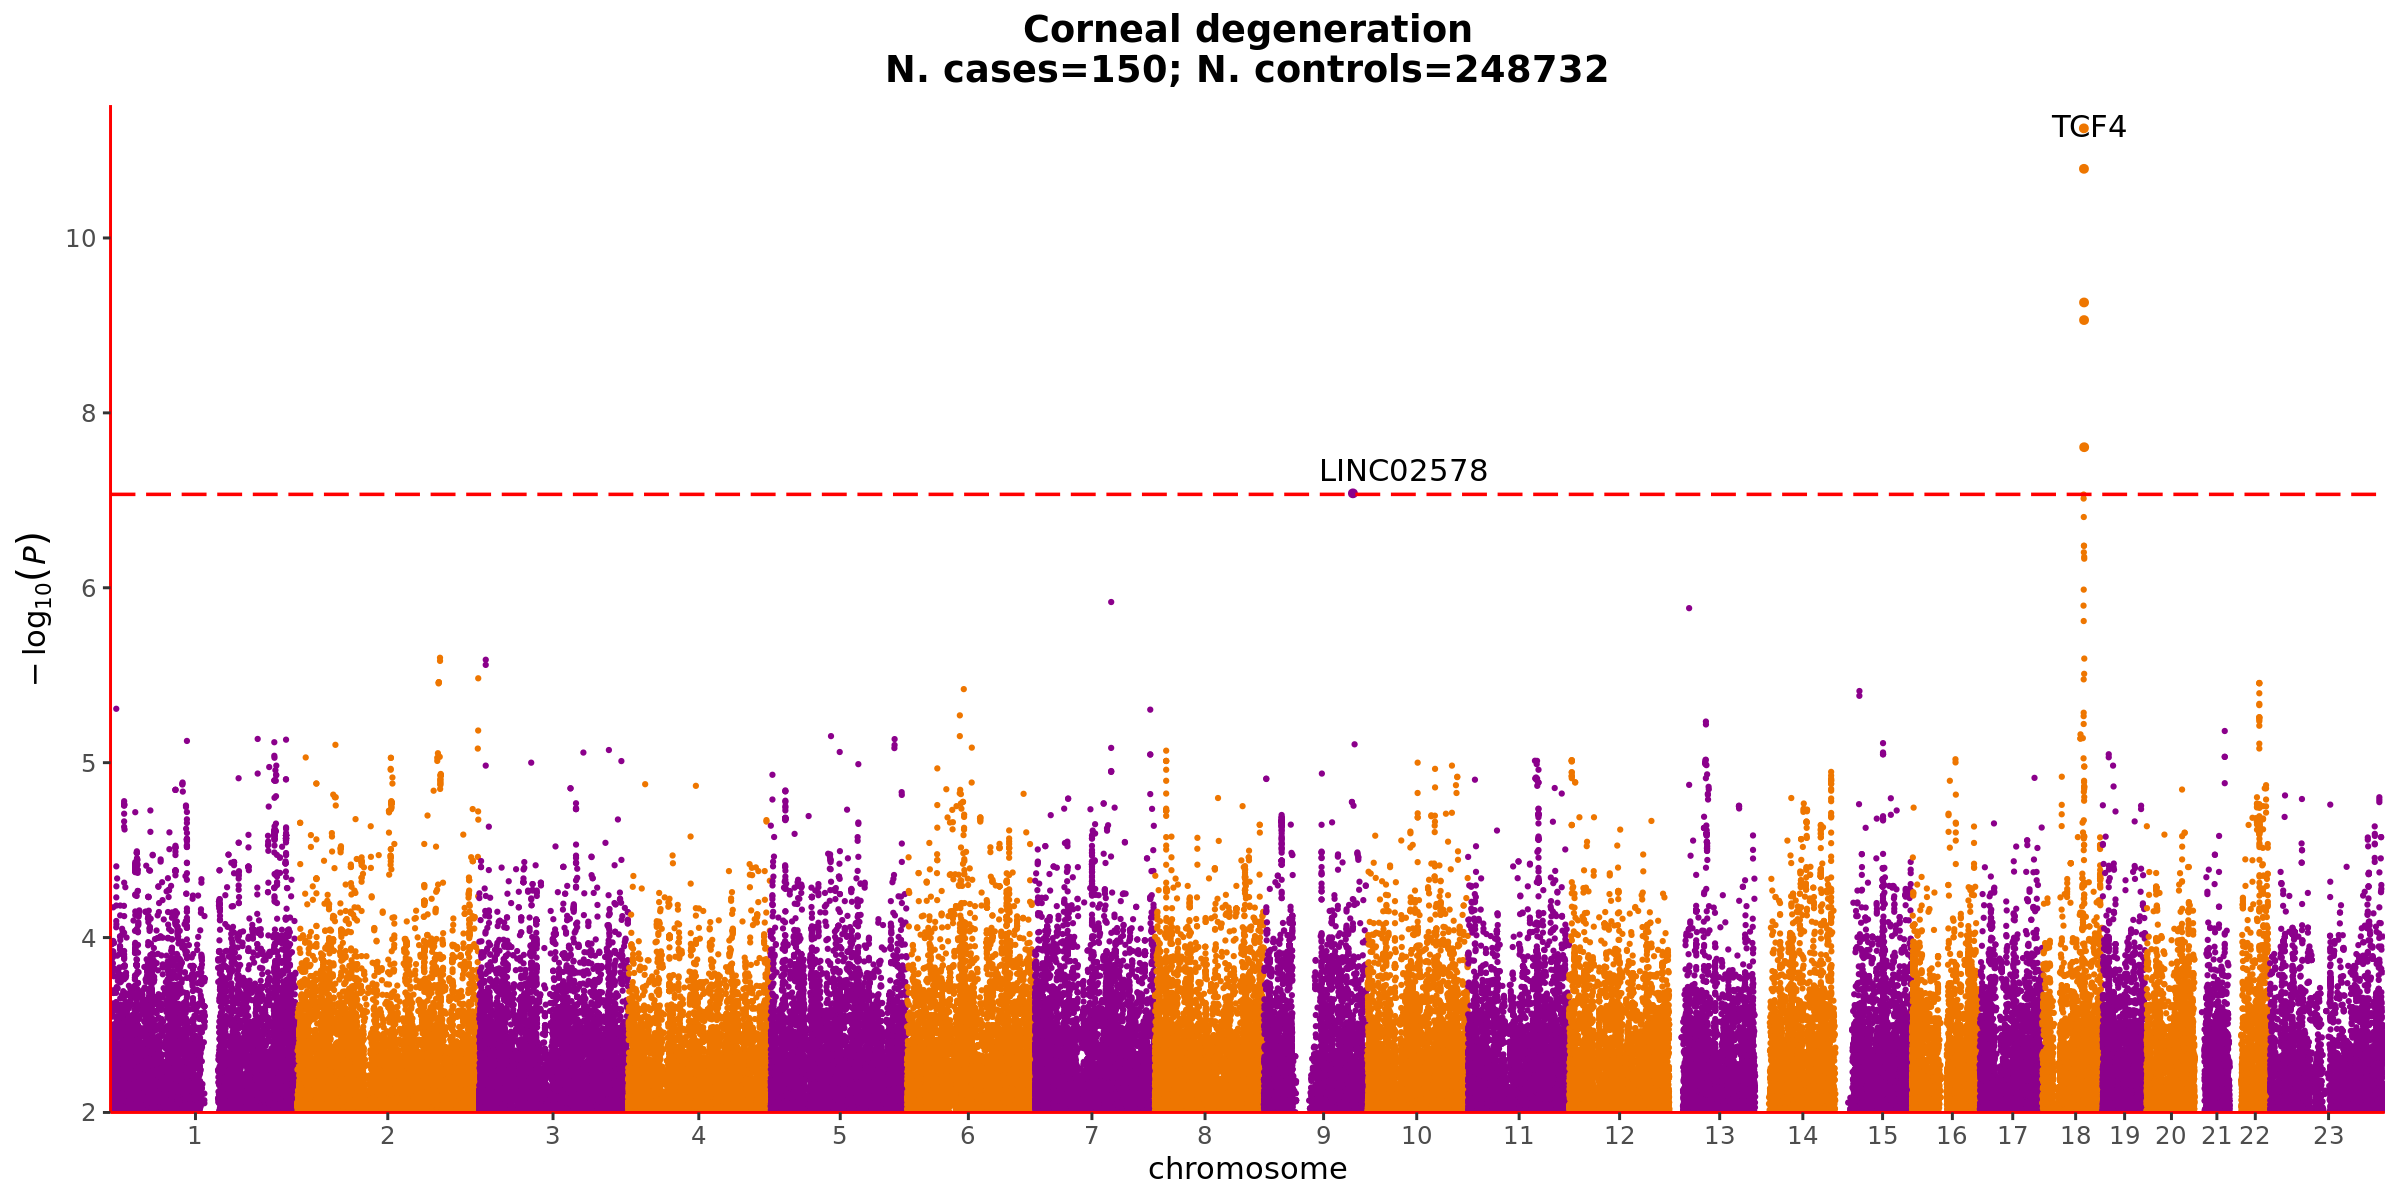 Corneal degeneration
N. cases=150; N. controls=248732
TCF4
10
8
LINC02578
6
− log10(P)
5
4
2
1 2 3 4 5 6 7 8 9 10 11 12 13 14 15 16 17 18 19 20 21 22 23
chromosome